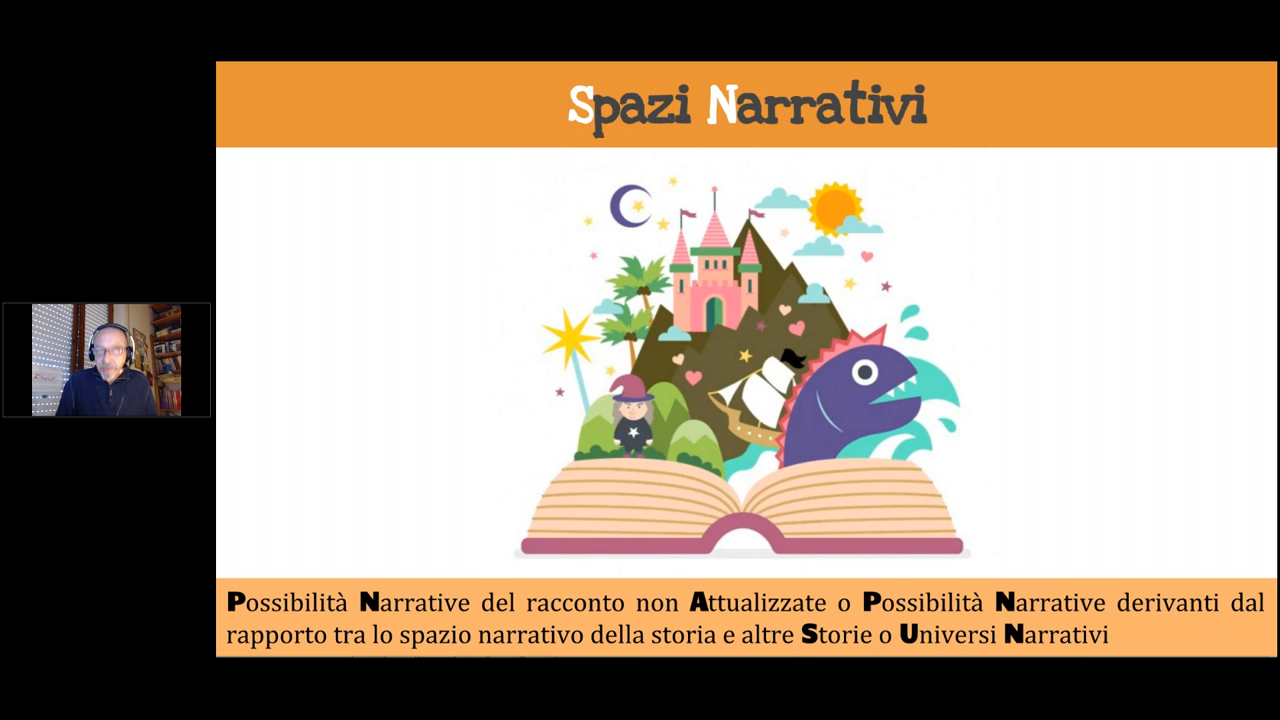 Spazi Narrativi
Possibilità Narrative del racconto non Attualizzate o Possibilità Narrative derivanti dal
rapporto tra lo spazio narrativo della storia e altre Storie o Universi Narrativi